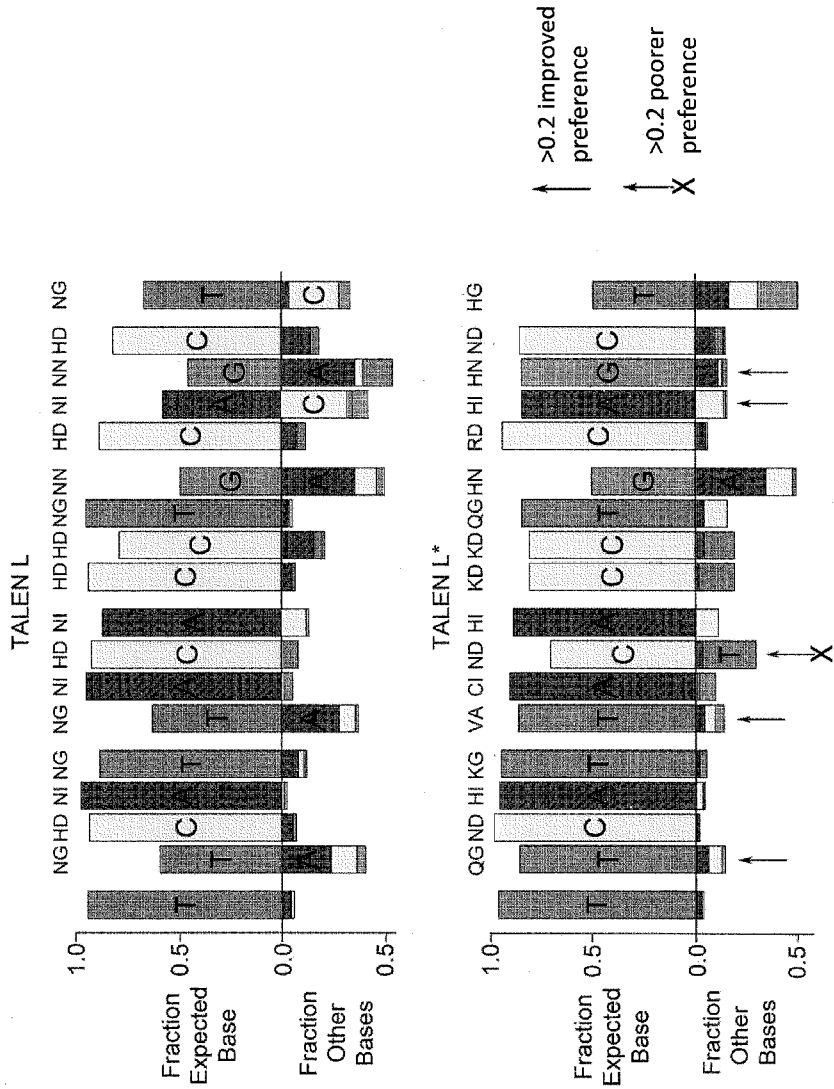 TALEN L
NG HD NI NG NG NI HD NI HD HD NG NN HD NI NN HD NG
1.0
0.5
0.0
0.5
Fraction
Expected
Base
Fraction
Other
Bases
T T C A T T A C A C C T G C A G C T
A A A C A C
TALEN L*
QG ND HI KG VA CI ND HI KD KD QG HN RD HI HN ND HG
1.0
0.5
0.0
0.5
Fraction
Expected
Base
Fraction
Other
Bases
T T C A T T A C A C C T G C A G C T
T A
X
>0.2 improved
preference
X
>0.2 poorer
preference